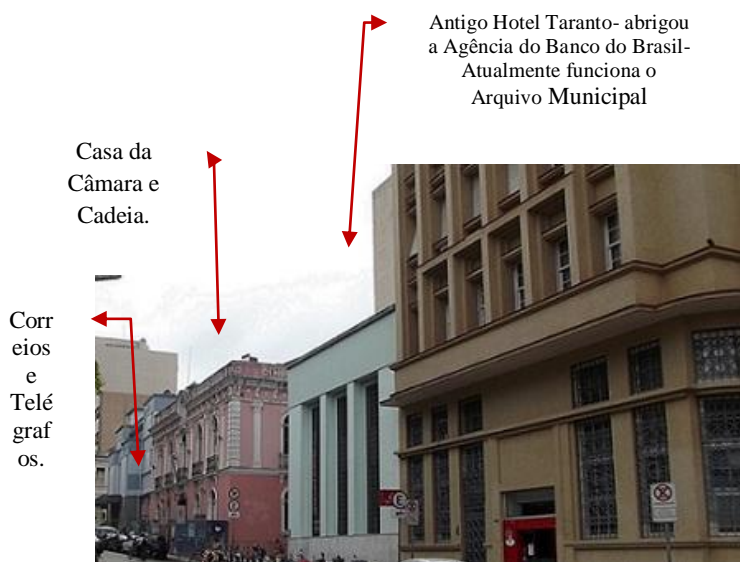 Antigo Hotel Taranto- abrigou
a Agência do Banco do Brasil-
Atualmente funciona o
Arquivo Municipal
Casa da
Câmara e
Cadeia.
Corr
eios
e
Telé
graf
os.
E